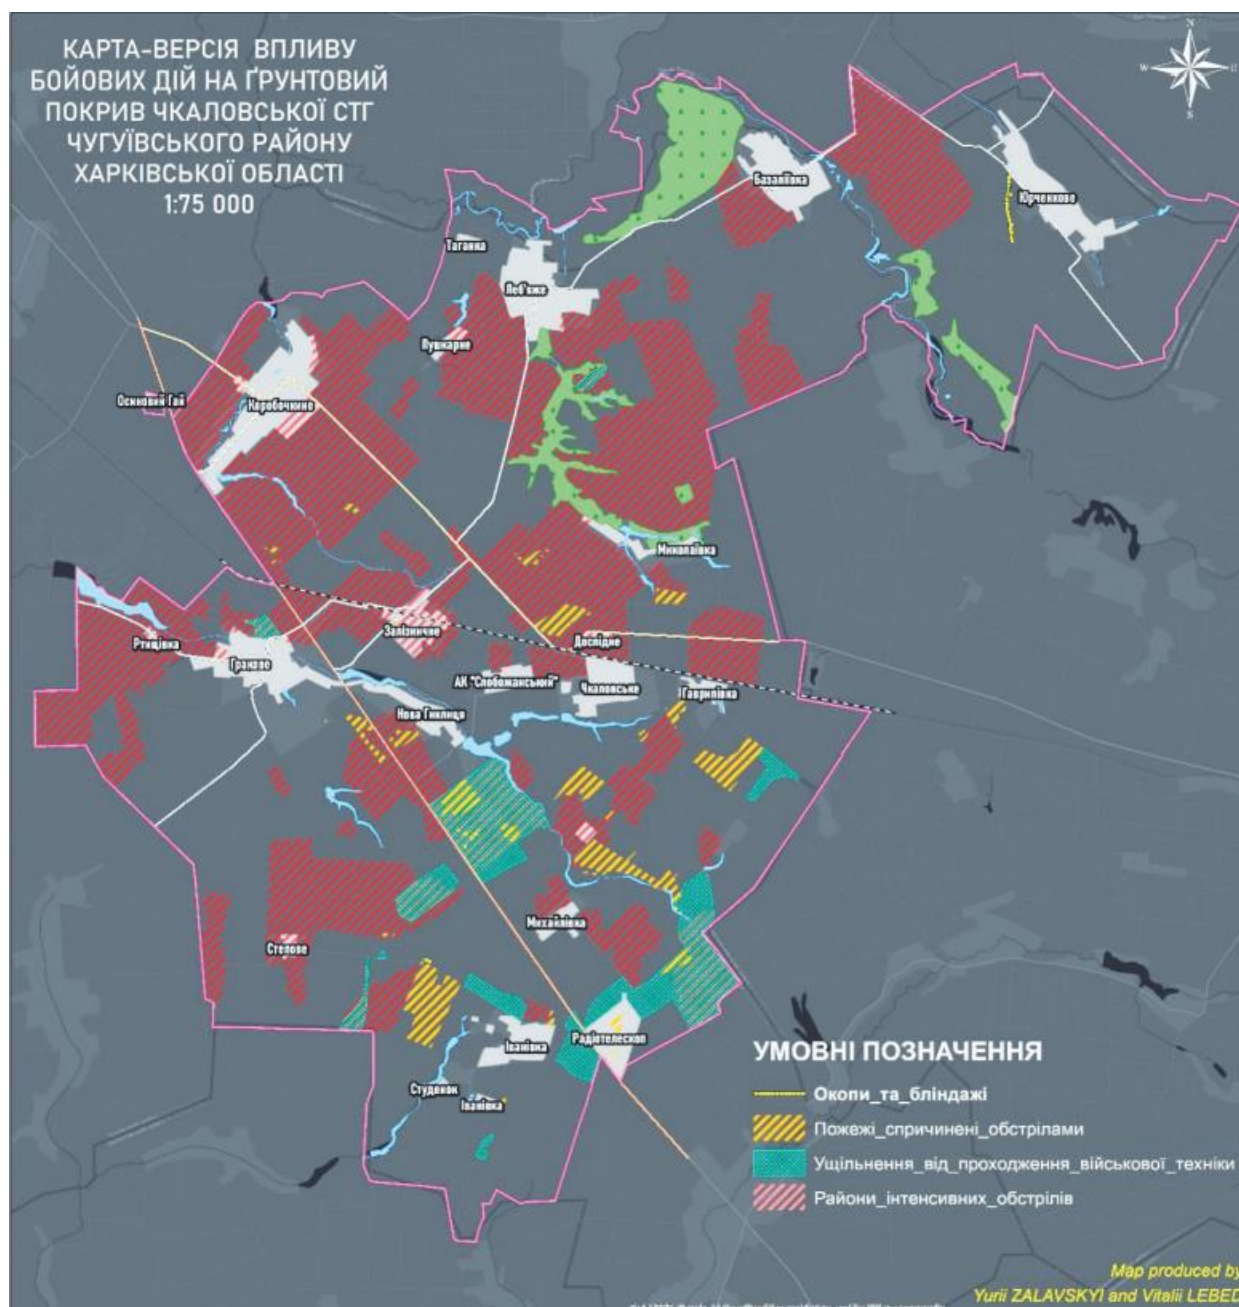 КАРТА-ВЕРСІЯ ВПЛИВУ
БОЙОВИХ ДІЙ НА ҐРУНТОВИЙ
ПОКРИВ ЧКАЛОВСЬКОЇ СТГ
ЧУГУЇВСЬКОГО РАЙОНУ
ХАРКІВСЬКОЇ ОБЛАСТІ
1:75 000
N
W
E
S
Базаліївка
Юрченкове
Таганка
Леб'яже
Пушкарне
Осиновий Гай
Коробочкине
Миколаївка
Залізничне
Ртищівка
Дослідне
Гракове
АК "Слобожанський"
Чкаловське
Гаврилівка
Нова Гнилиця
Михайлівка
Степове
Радіотелескоп
Іванівка
Студенок
Іванівка
УМОВНІ ПОЗНАЧЕННЯ
Окопи_та_бліндажі
Пожежі_спричинені_обстрілами
Ущільнення_від_проходження_військової_техніки
Райони_інтенсивних_обстрілів
Map produced by
Yurii ZALAVSKYI and Vitalii LEBED